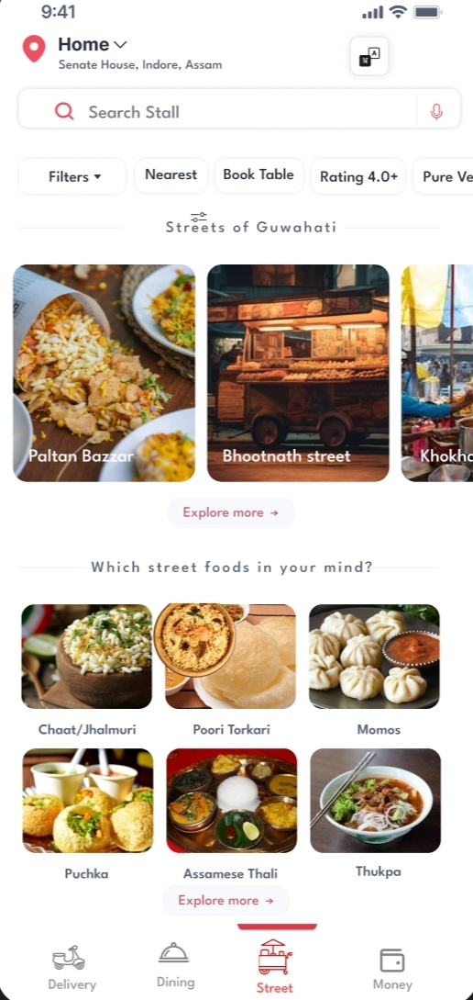 9:41
Home
Senate House, Indore, Assam
A
Search Stall
Filters
Nearest
Book Table
Rating 4.0+
Pure Ve
Streets of Guwahati
Paltan Bazzar
Bhootnath street
Khokho
Explore more →
Which street foods in your mind?
Chaat/Jhalmuri
Poori Torkari
Momos
Puchka
Assamese Thali
Thukpa
Explore more →
Delivery
Dining
Street
Money